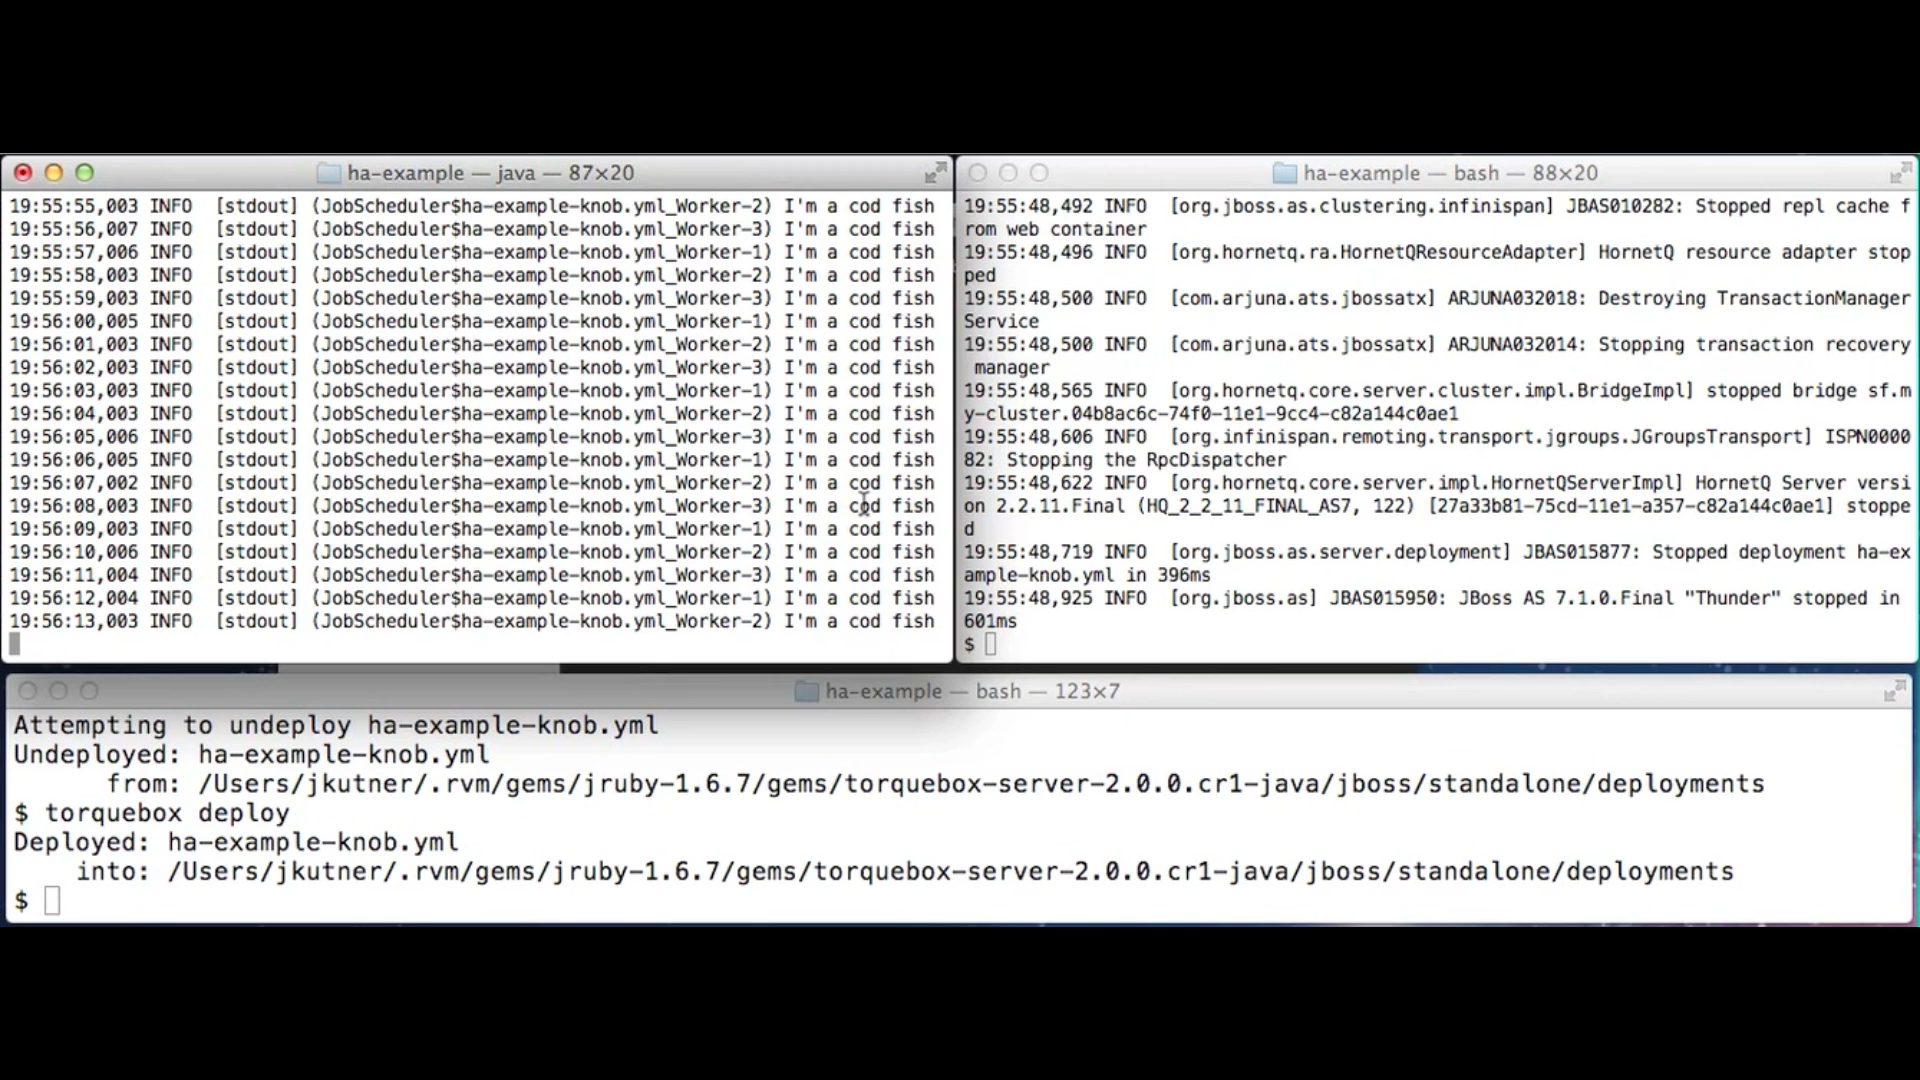 ha-example — java — 87×20
19:55:55,003 INFO  [stdout] (JobScheduler$ha-example-knob.yml_Worker-2) I'm a cod fish
19:55:56,007 INFO  [stdout] (JobScheduler$ha-example-knob.yml_Worker-3) I'm a cod fish
19:55:57,006 INFO  [stdout] (JobScheduler$ha-example-knob.yml_Worker-1) I'm a cod fish
19:55:58,003 INFO  [stdout] (JobScheduler$ha-example-knob.yml_Worker-2) I'm a cod fish
19:55:59,003 INFO  [stdout] (JobScheduler$ha-example-knob.yml_Worker-3) I'm a cod fish
19:56:00,005 INFO  [stdout] (JobScheduler$ha-example-knob.yml_Worker-1) I'm a cod fish
19:56:01,003 INFO  [stdout] (JobScheduler$ha-example-knob.yml_Worker-2) I'm a cod fish
19:56:02,003 INFO  [stdout] (JobScheduler$ha-example-knob.yml_Worker-3) I'm a cod fish
19:56:03,003 INFO  [stdout] (JobScheduler$ha-example-knob.yml_Worker-1) I'm a cod fish
19:56:04,003 INFO  [stdout] (JobScheduler$ha-example-knob.yml_Worker-2) I'm a cod fish
19:56:05,006 INFO  [stdout] (JobScheduler$ha-example-knob.yml_Worker-3) I'm a cod fish
19:56:06,005 INFO  [stdout] (JobScheduler$ha-example-knob.yml_Worker-1) I'm a cod fish
19:56:07,002 INFO  [stdout] (JobScheduler$ha-example-knob.yml_Worker-2) I'm a cod fish
19:56:08,003 INFO  [stdout] (JobScheduler$ha-example-knob.yml_Worker-3) I'm a cod fish
19:56:09,003 INFO  [stdout] (JobScheduler$ha-example-knob.yml_Worker-1) I'm a cod fish
19:56:10,006 INFO  [stdout] (JobScheduler$ha-example-knob.yml_Worker-2) I'm a cod fish
19:56:11,004 INFO  [stdout] (JobScheduler$ha-example-knob.yml_Worker-3) I'm a cod fish
19:56:12,004 INFO  [stdout] (JobScheduler$ha-example-knob.yml_Worker-1) I'm a cod fish
19:56:13,003 INFO  [stdout] (JobScheduler$ha-example-knob.yml_Worker-2) I'm a cod fish
ha-example — bash — 88×20
19:55:48,492 INFO  [org.jboss.as.clustering.infinispan] JBAS010282: Stopped repl cache f
rom web container
19:55:48,496 INFO  [org.hornetq.ra.HornetQResourceAdapter] HornetQ resource adapter stop
ped
19:55:48,500 INFO  [com.arjuna.ats.jbossatx] ARJUNA032018: Destroying TransactionManager
Service
19:55:48,500 INFO  [com.arjuna.ats.jbossatx] ARJUNA032014: Stopping transaction recovery
 manager
19:55:48,565 INFO  [org.hornetq.core.server.cluster.impl.BridgeImpl] stopped bridge sf.m
y-cluster.04b8ac6c-74f0-11e1-9cc4-c82a144c0ae1
19:55:48,606 INFO  [org.infinispan.remoting.transport.jgroups.JGroupsTransport] ISPN0000
82: Stopping the RpcDispatcher
19:55:48,622 INFO  [org.hornetq.core.server.impl.HornetQServerImpl] HornetQ Server versi
on 2.2.11.Final (HQ_2_2_11_FINAL_AS7, 122) [27a33b81-75cd-11e1-a357-c82a144c0ae1] stoppe
d
19:55:48,719 INFO  [org.jboss.as.server.deployment] JBAS015877: Stopped deployment ha-ex
ample-knob.yml in 396ms
19:55:48,925 INFO  [org.jboss.as] JBAS015950: JBoss AS 7.1.0.Final "Thunder" stopped in
601ms
$
ha-example — bash — 123×7
Attempting to undeploy ha-example-knob.yml
Undeployed: ha-example-knob.yml
      from: /Users/jkutner/.rvm/gems/jruby-1.6.7/gems/torquebox-server-2.0.0.cr1-java/jboss/standalone/deployments
$ torquebox deploy
Deployed: ha-example-knob.yml
    into: /Users/jkutner/.rvm/gems/jruby-1.6.7/gems/torquebox-server-2.0.0.cr1-java/jboss/standalone/deployments
$